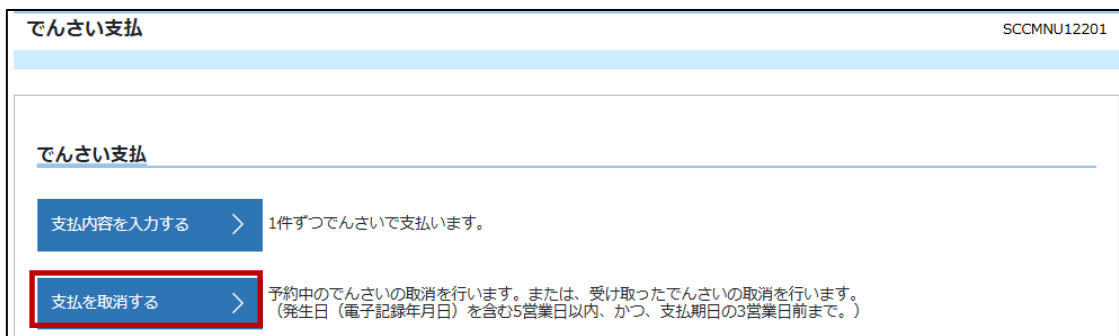 でんさい支払
SCCMNU12201
でんさい支払
支払内容を入力する
1件ずつでんさいで支払います。
支払を取消する
予約中のでんさいの取消を行います。または、受け取ったでんさいの取消を行います。
（発生日（電子記録年月日）を含む5営業日以内、かつ、支払期日の3営業日前まで。）